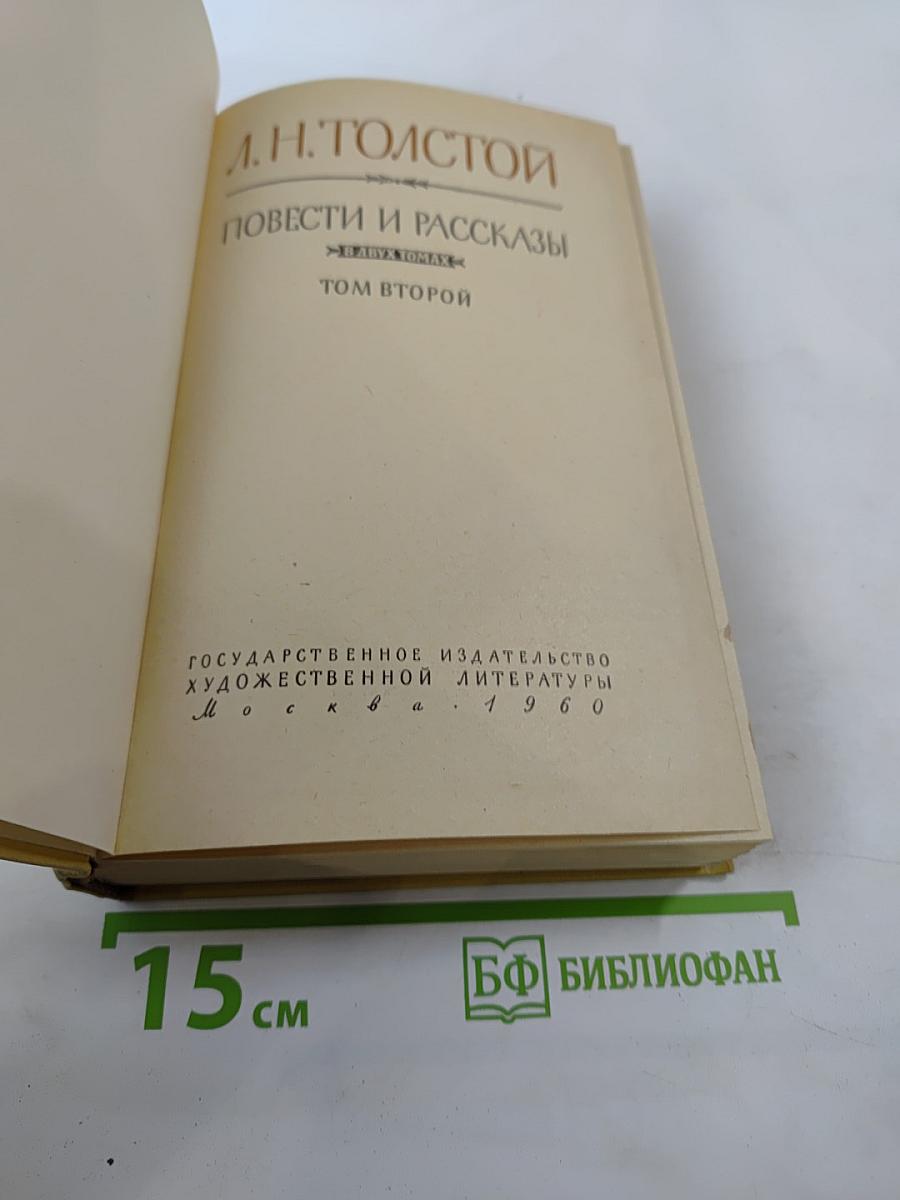 Л. Н. ТОЛСТОЙ
ПОВЕСТИ И РАССКАЗЫ
В ДВУХ ТОМАХ
ТОМ ВТОРОЙ
ГОСУДАРСТВЕННОЕ ИЗДАТЕЛЬСТВО
ХУДОЖЕСТВЕННОЙ ЛИТЕРАТУРЫ
Москва · 1960
15 см
БФ БИБЛИОФАН